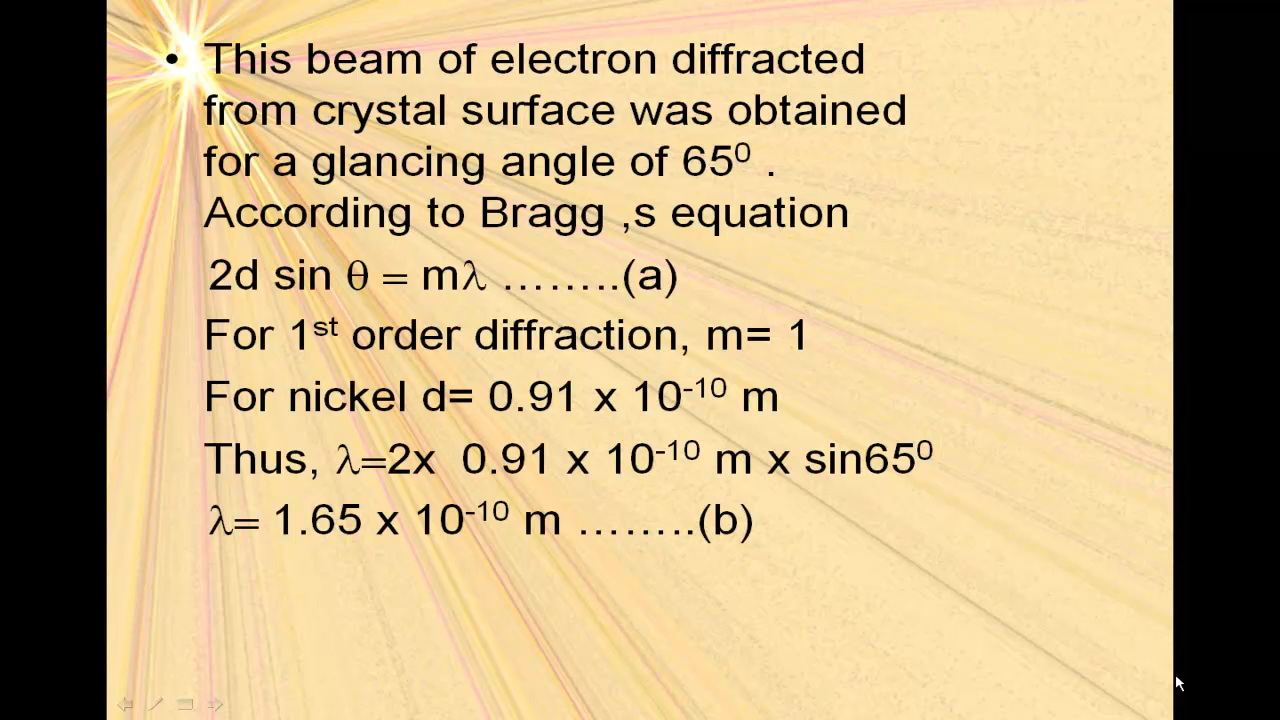 • This beam of electron diffracted
from crystal surface was obtained
for a glancing angle of 65⁰ .
According to Bragg ,s equation
2d sin θ = mλ ........(a)
For 1ˢᵗ order diffraction, m= 1
For nickel d= 0.91 x 10⁻¹⁰ m
Thus, λ=2x 0.91 x 10⁻¹⁰ m x sin65⁰
λ= 1.65 x 10⁻¹⁰ m ........(b)